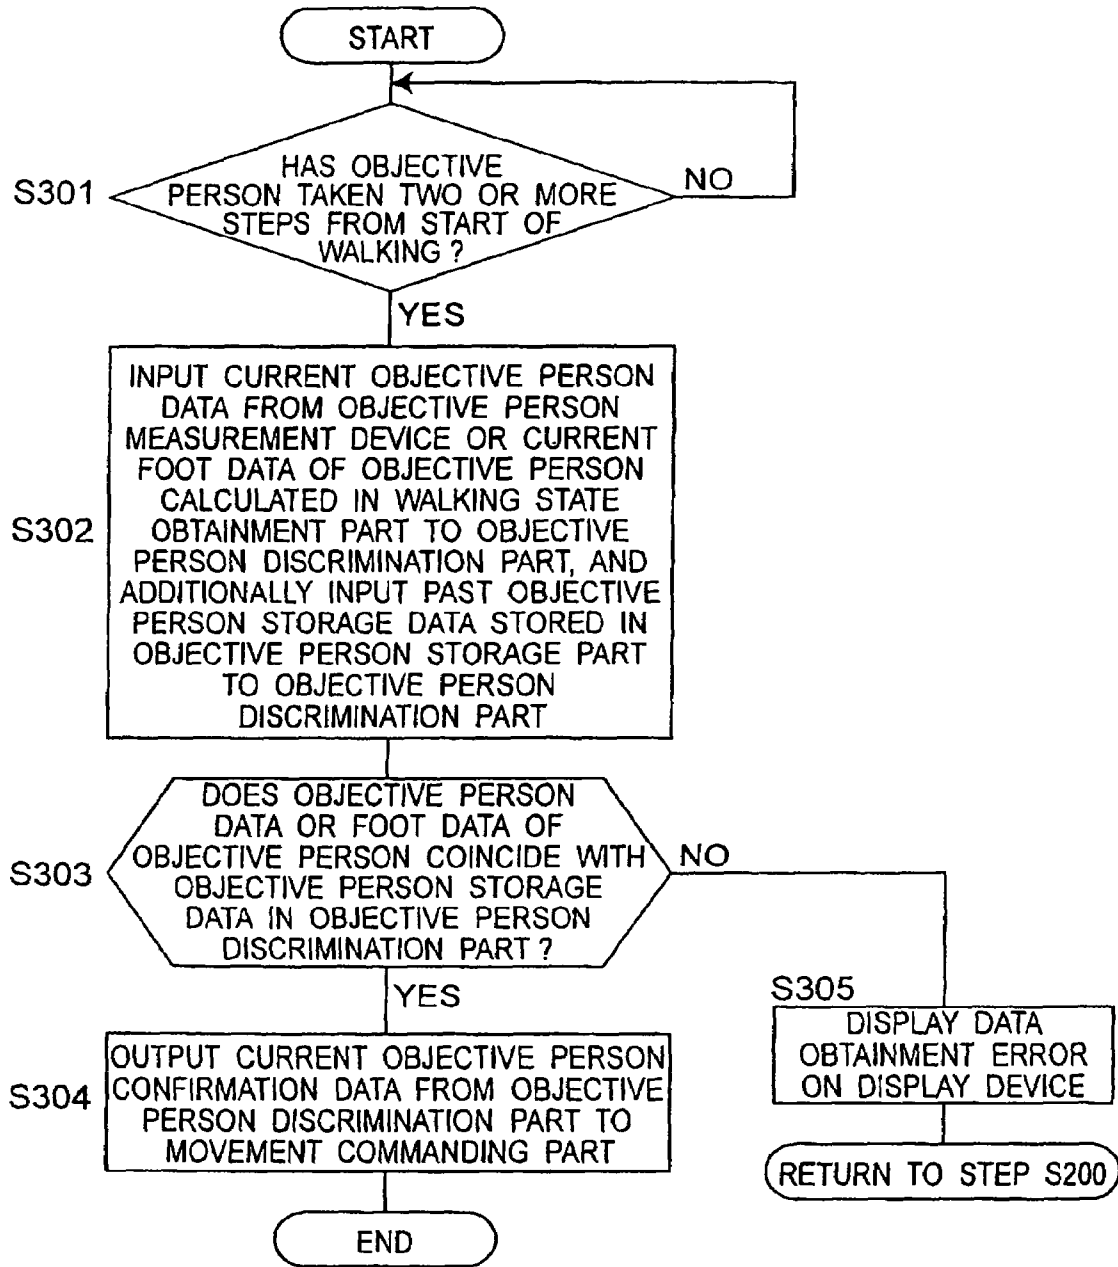 START
S301
HAS OBJECTIVE
PERSON TAKEN TWO OR MORE
STEPS FROM START OF
WALKING ?
NO
YES
S302
INPUT CURRENT OBJECTIVE PERSON
DATA FROM OBJECTIVE PERSON
MEASUREMENT DEVICE OR CURRENT
FOOT DATA OF OBJECTIVE PERSON
CALCULATED IN WALKING STATE
OBTAINMENT PART TO OBJECTIVE
PERSON DISCRIMINATION PART, AND
ADDITIONALLY INPUT PAST OBJECTIVE
PERSON STORAGE DATA STORED IN
OBJECTIVE PERSON STORAGE PART
TO OBJECTIVE PERSON
DISCRIMINATION PART
S303
DOES OBJECTIVE PERSON
DATA OR FOOT DATA OF
OBJECTIVE PERSON COINCIDE WITH
OBJECTIVE PERSON STORAGE
DATA IN OBJECTIVE PERSON
DISCRIMINATION PART ?
NO
YES
S304
OUTPUT CURRENT OBJECTIVE PERSON
CONFIRMATION DATA FROM OBJECTIVE
PERSON DISCRIMINATION PART TO
MOVEMENT COMMANDING PART
END
S305
DISPLAY DATA
OBTAINMENT ERROR
ON DISPLAY DEVICE
RETURN TO STEP S200